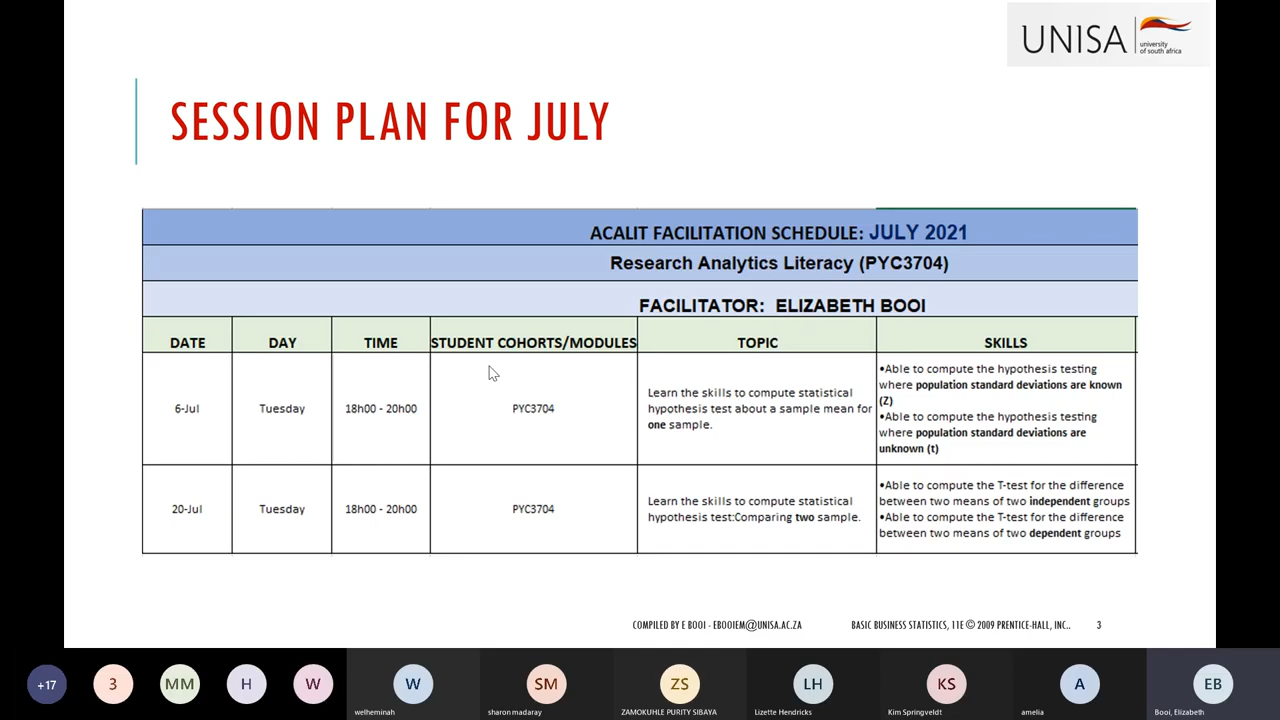 UNISA
university
of south africa
SESSION PLAN FOR JULY
ACALIT FACILITATION SCHEDULE: JULY 2021
Research Analytics Literacy (PYC3704)
FACILITATOR: ELIZABETH BOOI
DATE
DAY
TIME
STUDENT COHORTS/MODULES
TOPIC
SKILLS
6-Jul
Tuesday
18h00 - 20h00
PYC3704
Learn the skills to compute statistical
hypothesis test about a sample mean for
one sample.
•Able to compute the hypothesis testing
where population standard deviations are known
(Z)
•Able to compute the hypothesis testing
where population standard deviations are
unknown (t)
20-Jul
Tuesday
18h00 - 20h00
PYC3704
Learn the skills to compute statistical
hypothesis test:Comparing two sample.
•Able to compute the T-test for the difference
between two means of two independent groups
•Able to compute the T-test for the difference
between two means of two dependent groups
COMPILED BY E BOOI - EBOOIEM@UNISA.AC.ZA
BASIC BUSINESS STATISTICS, 11E © 2009 PRENTICE-HALL, INC..
3
+17
3
MM
H
W
W
SM
ZS
LH
KS
A
EB
welheminah
sharon madaray
ZAMOKUHLE PURITY SIBAYA
Lizette Hendricks
Kim Springveldt
amelia
Booi, Elizabeth